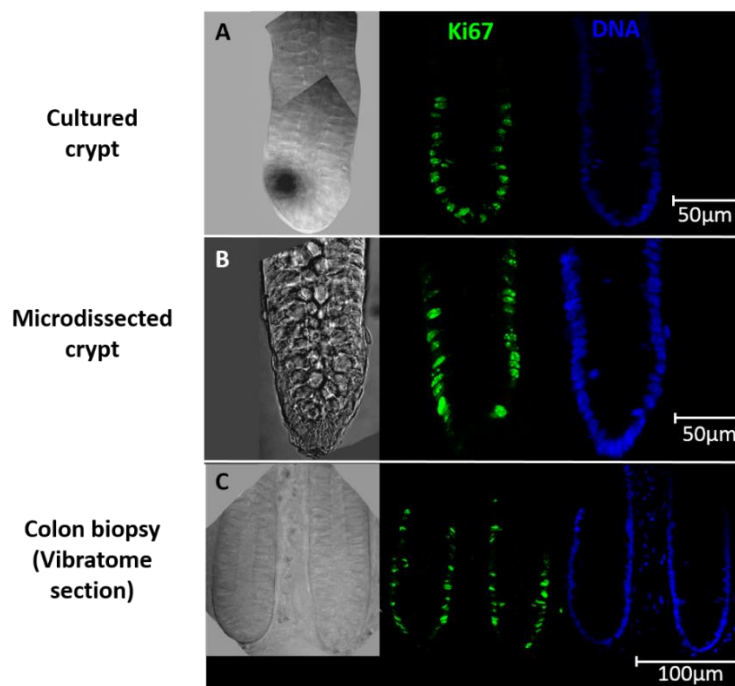 A
Ki67
DNA
Cultured
crypt
50μm
B
Microdissected
crypt
50μm
C
Colon biopsy
(Vibratome
section)
100μm